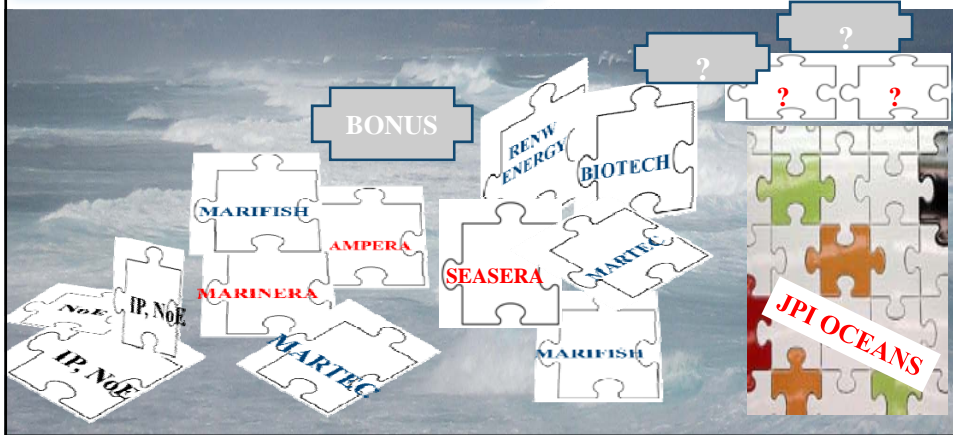 ?
?
?
?
BONUS
RENW
ENERGY
BIOTECH
MARIFISH
AMPERA
MARTEC
SEASERA
MARINERA
IP, NoE
NoE
JPI OCEANS
MARTEC
MARIFISH
IP, NoE